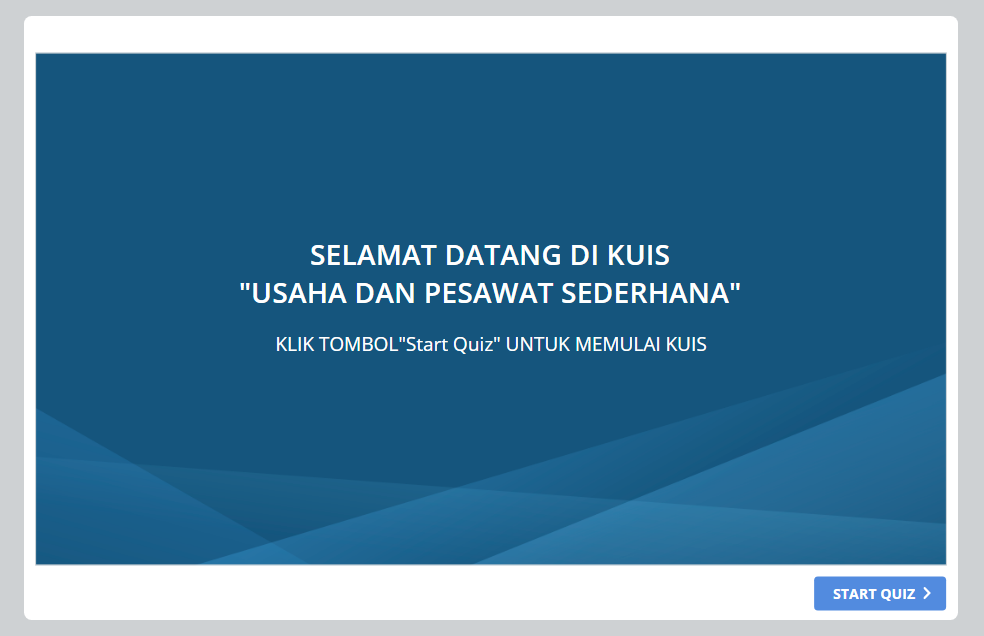 SELAMAT DATANG DI KUIS
"USAHA DAN PESAWAT SEDERHANA"
KLIK TOMBOL"Start Quiz" UNTUK MEMULAI KUIS
START QUIZ